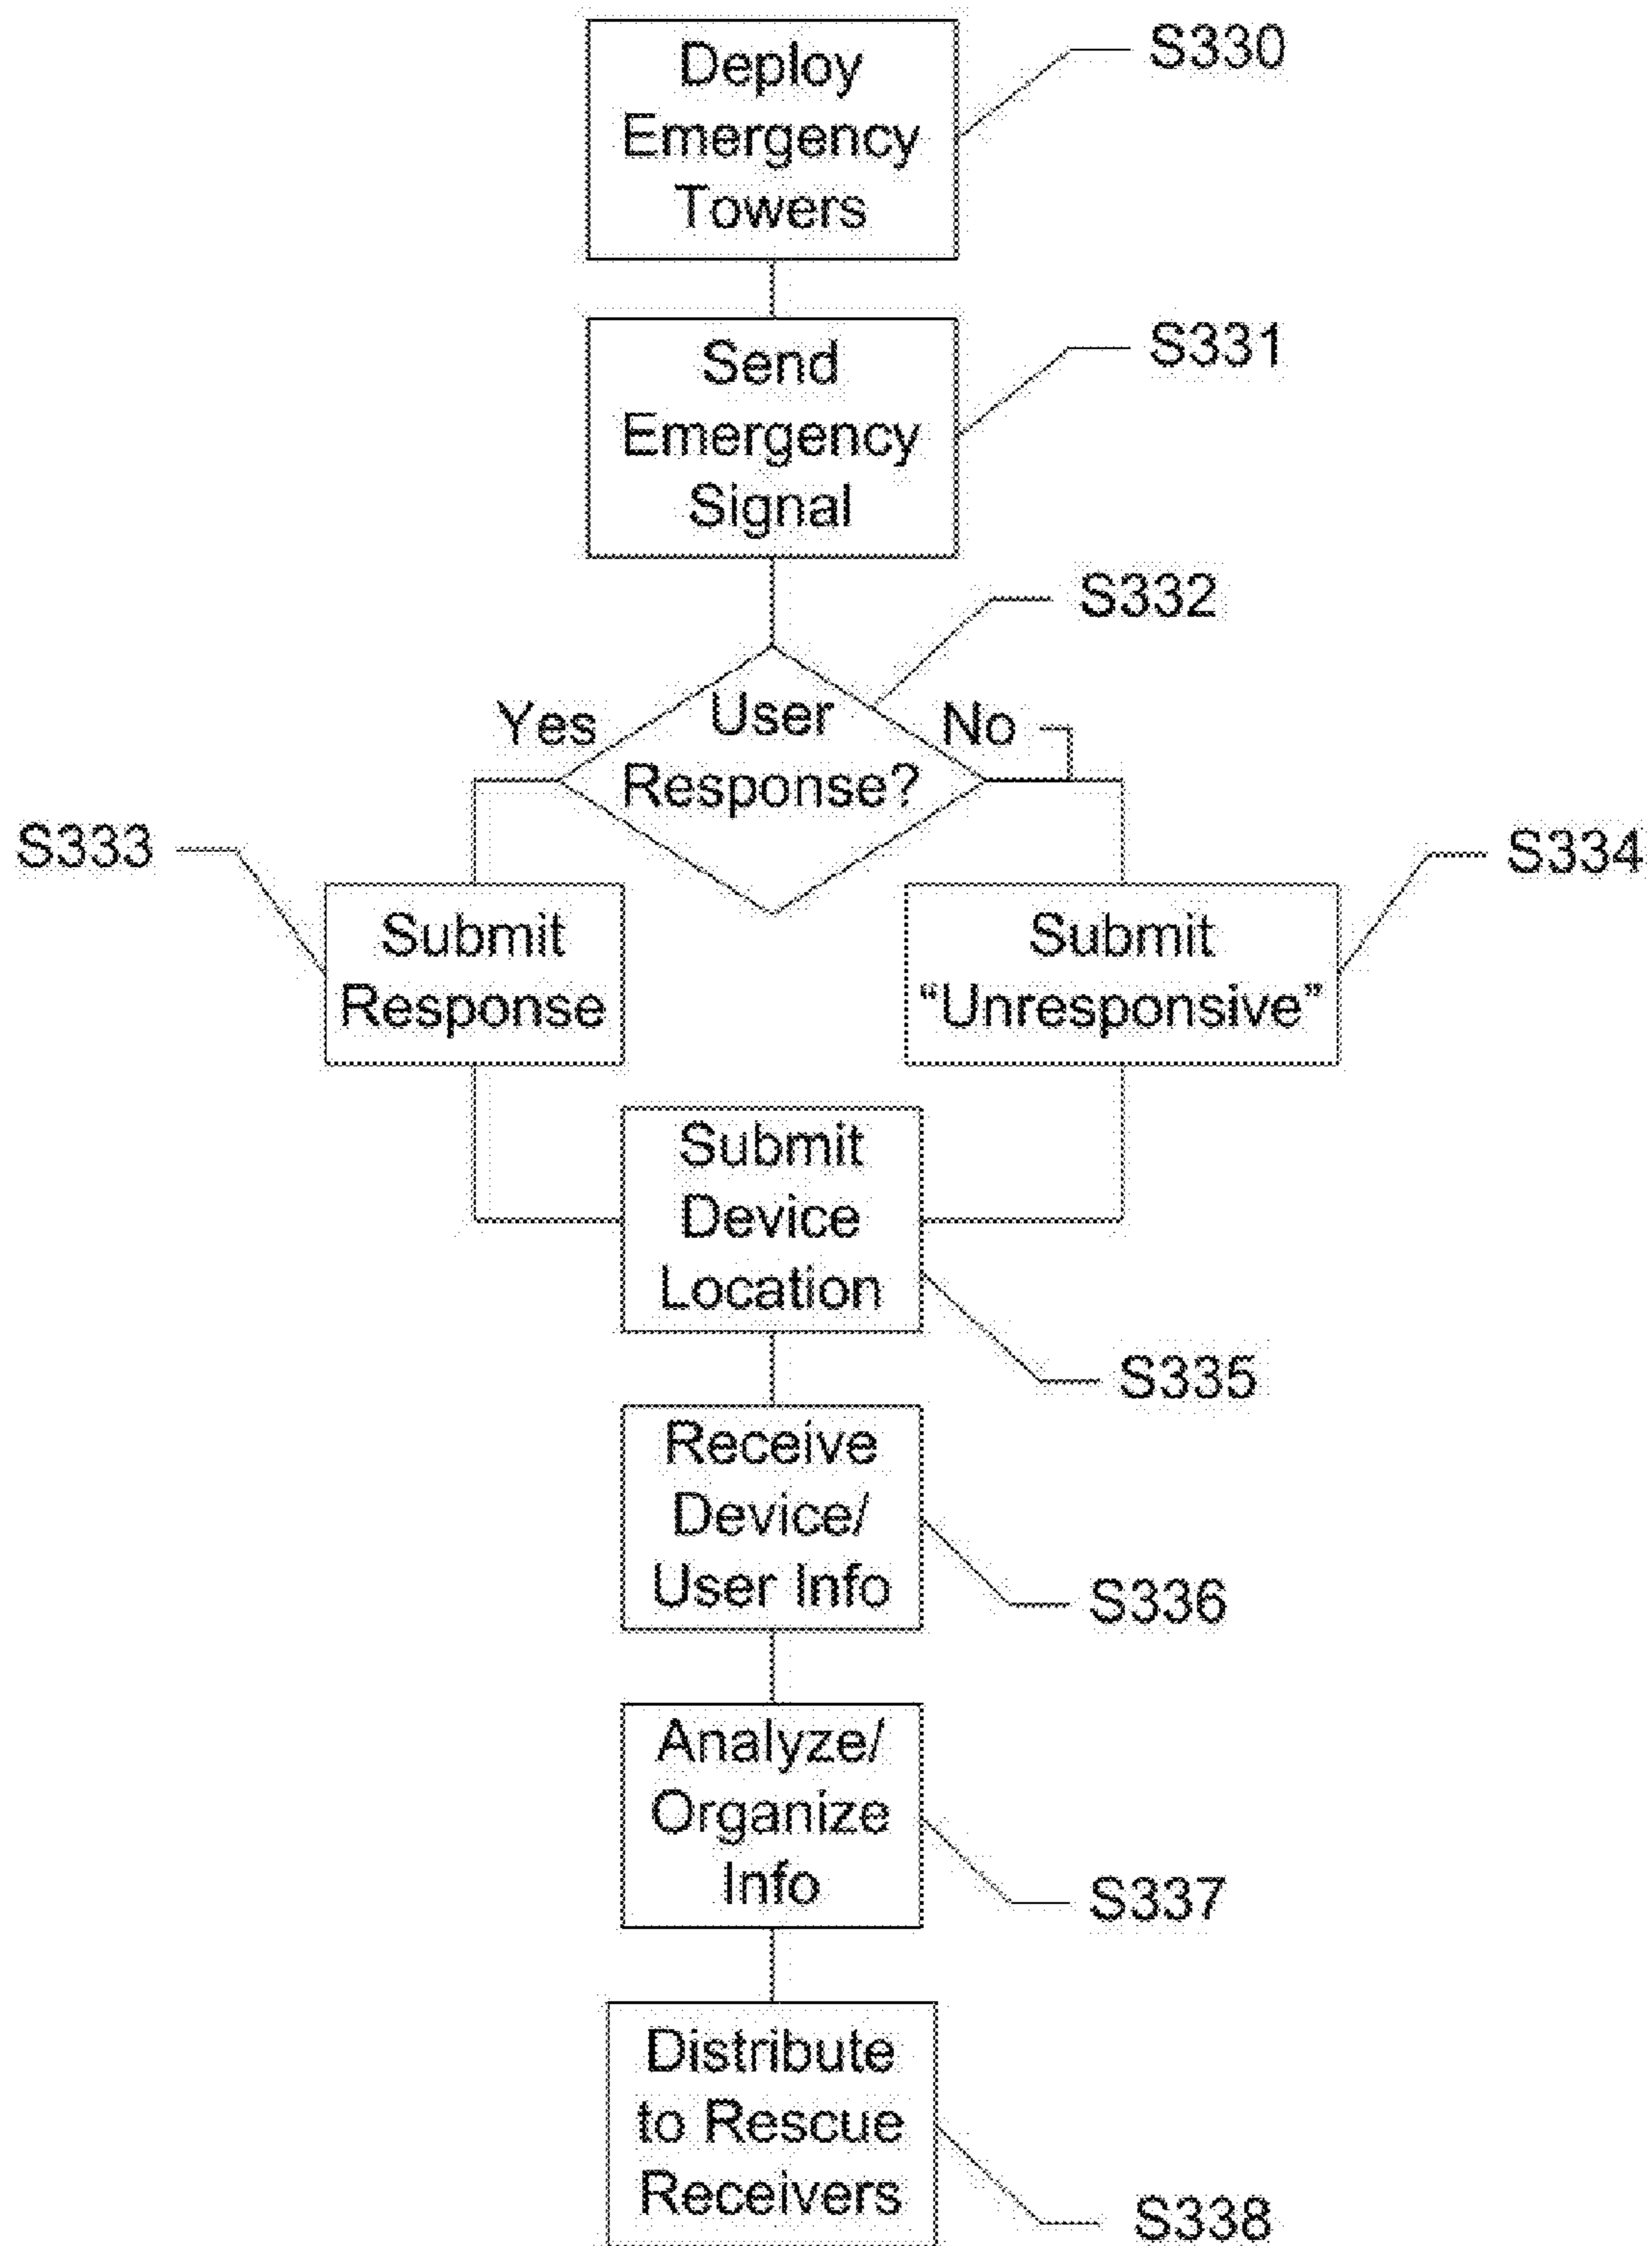 Deploy
Emergency
Towers
S330
Send
Emergency
Signal
S331
S332
User
Response?
Yes
No
S333
Submit
Response
Submit
“Unresponsive”
S334
Submit
Device
Location
S335
Receive
Device/
User Info
S336
Analyze/
Organize
Info
S337
Distribute
to Rescue
Receivers
S338